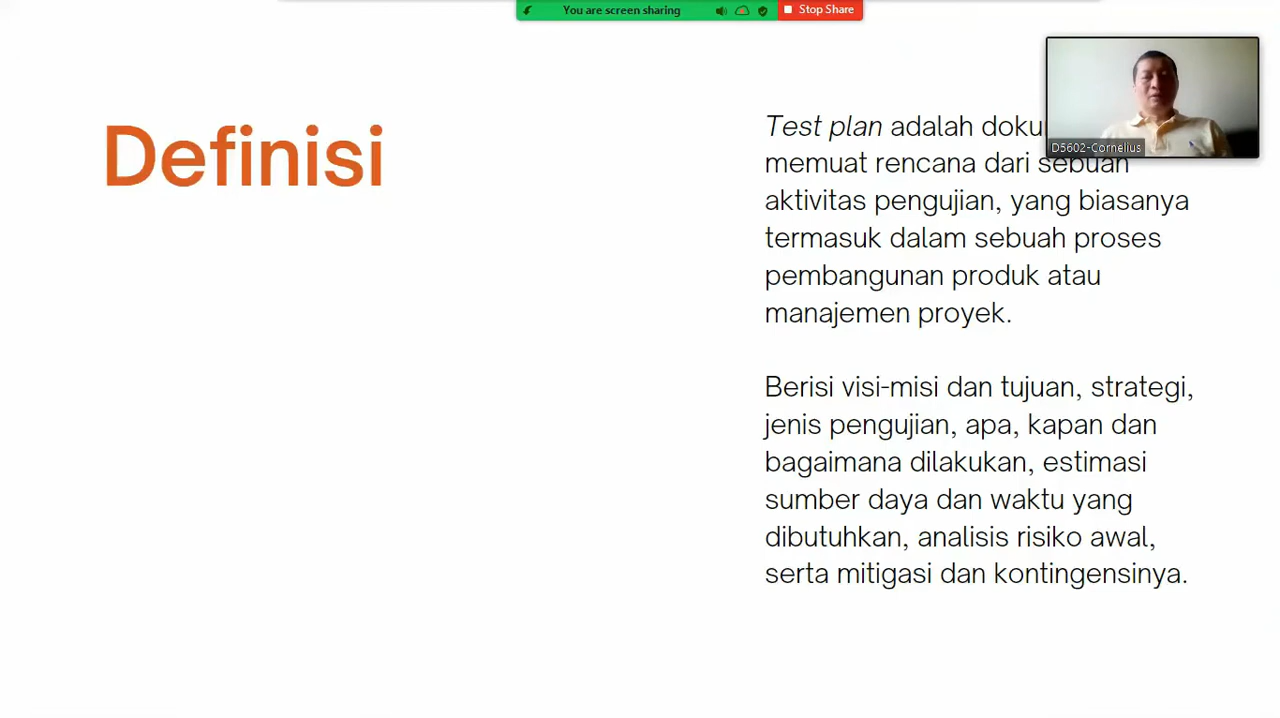 You are screen sharing
Stop Share
D5602-Cornelius
Definisi
Test plan adalah
memuat rencana dari sebuah
aktivitas pengujian, yang biasanya
termasuk dalam sebuah proses
pembangunan produk atau
manajemen proyek.
Berisi visi-misi dan tujuan, strategi,
jenis pengujian, apa, kapan dan
bagaimana dilakukan, estimasi
sumber daya dan waktu yang
dibutuhkan, analisis risiko awal,
serta mitigasi dan kontingensinya.